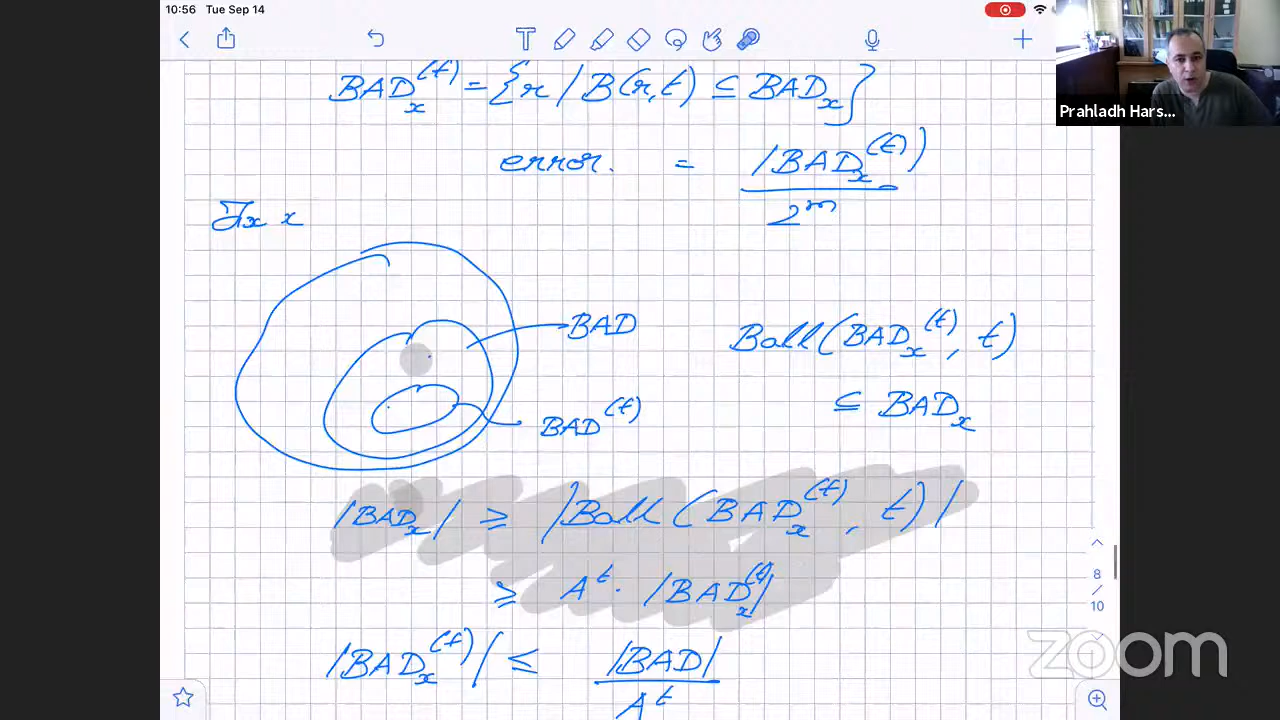 10:56 Tue Sep 14
Prahladh Hars...
BAD_x^(t) = {r / B(r,t) ⊆ BAD_x}
error. = |BAD_x^(t)| / 2^m
Fix x
BAD
Ball(BAD_x^(t), t)
⊆ BAD_x
BAD^(t)
|BAD_x| ≥ |Ball(BAD_x^(t), t)|
≥ A^t · |BAD_x^(t)|
|BAD_x^(t)| ≤ |BAD| / A^t
8 / 10
zoom